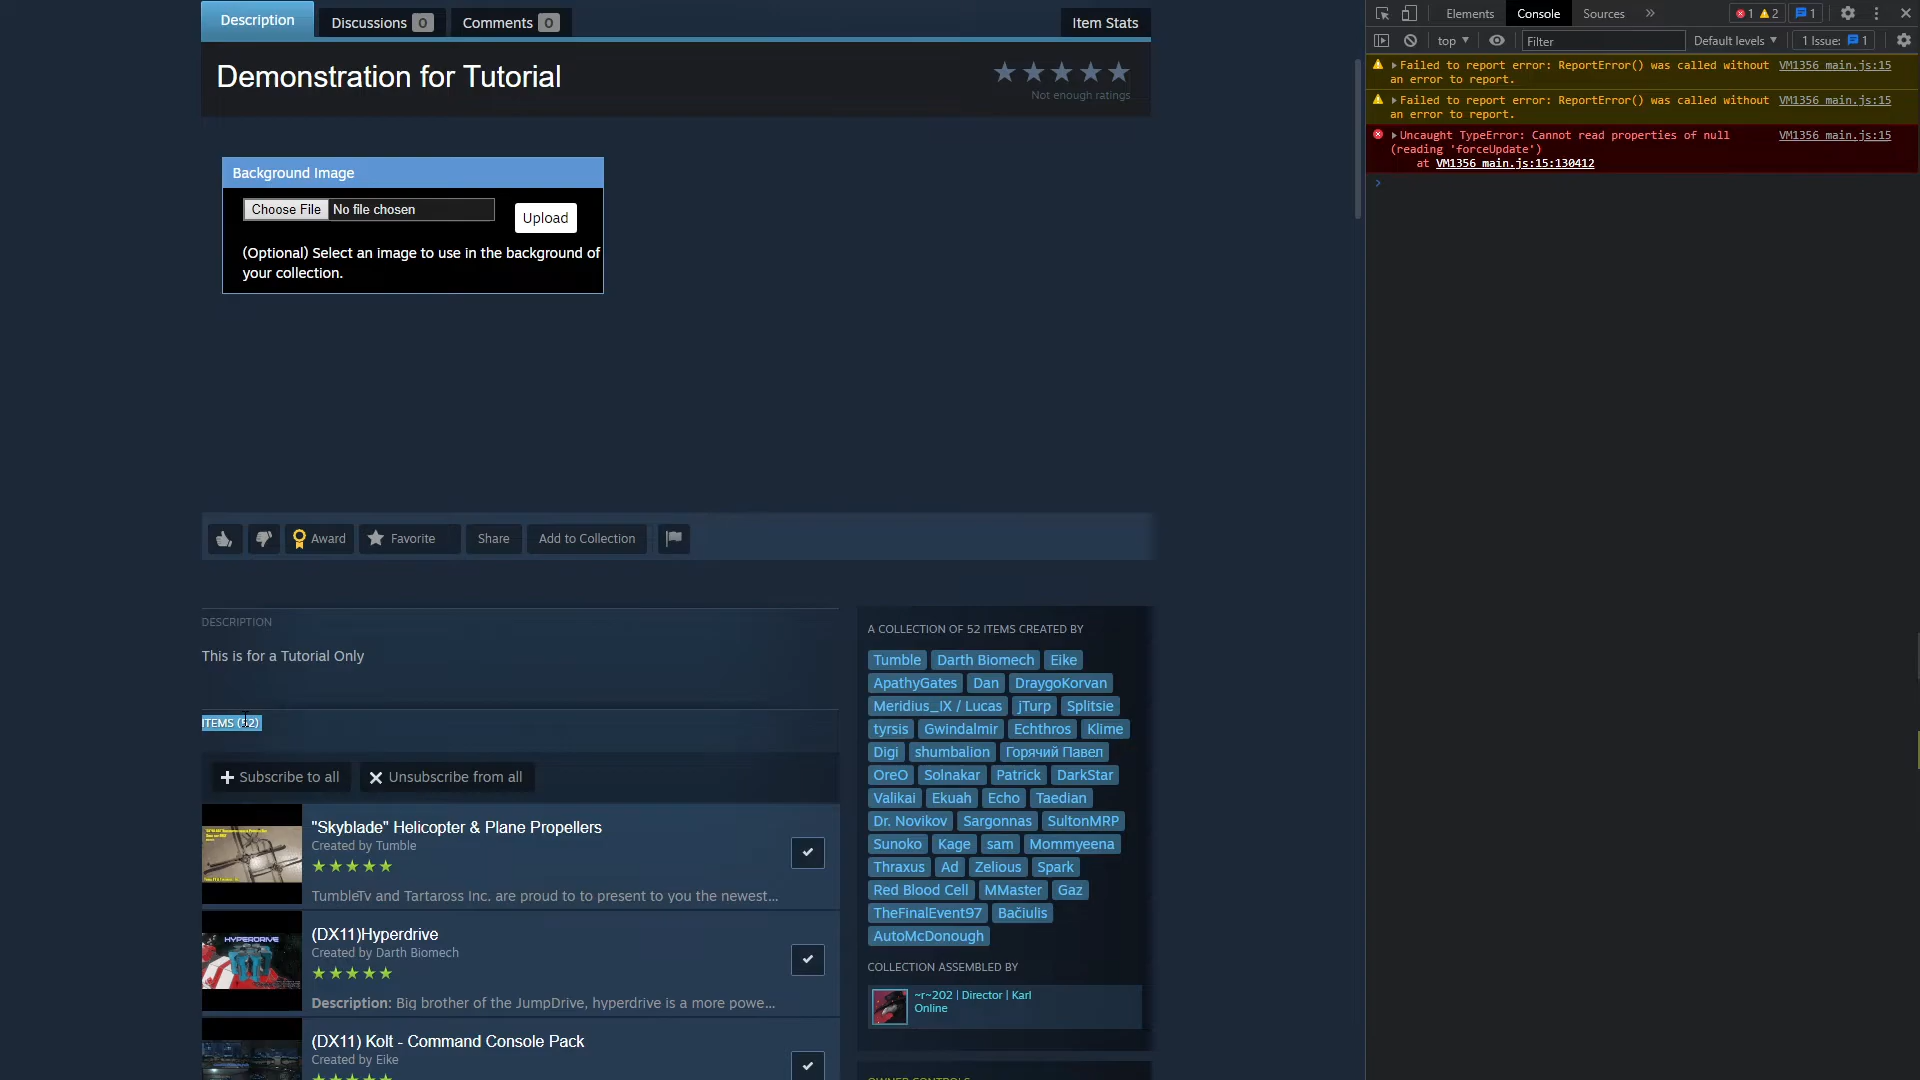 Description
Discussions 0
Comments 0
Item Stats
Demonstration for Tutorial
Not enough ratings
Background Image
Choose File No file chosen
Upload
(Optional) Select an image to use in the background of
your collection.
Award
Favorite
Share
Add to Collection
DESCRIPTION
This is for a Tutorial Only
ITEMS (52)
Subscribe to all
Unsubscribe from all
"Skyblade" Helicopter & Plane Propellers
Created by Tumble
TumbleTv and Tartaross Inc. are proud to to present to you the newest...
HYPERDRIVE
(DX11)Hyperdrive
Created by Darth Biomech
Description: Big brother of the JumpDrive, hyperdrive is a more powe...
(DX11) Kolt - Command Console Pack
Created by Eike
A COLLECTION OF 52 ITEMS CREATED BY
Tumble Darth Biomech Eike
ApathyGates Dan DraygoKorvan
Meridius_IX / Lucas jTurp Splitsie
tyrsis Gwindalmir Echthros Klime
Digi shumbalion Горячий Павел
OreO Solnakar Patrick DarkStar
Valikai Ekuah Echo Taedian
Dr. Novikov Sargonnas SultonMRP
Sunoko Kage sam Mommyeena
Thraxus Ad Zelious Spark
Red Blood Cell MMaster Gaz
TheFinalEvent97 Bačiulis
AutoMcDonough
COLLECTION ASSEMBLED BY
~r~202 | Director | Karl
Online
OWNER CONTROLS
Elements Console Sources » 1 2 1
top Filter Default levels 1 Issue: 1
Failed to report error: ReportError() was called without VM1356 main.js:15
an error to report.
Failed to report error: ReportError() was called without VM1356 main.js:15
an error to report.
Uncaught TypeError: Cannot read properties of null VM1356 main.js:15
(reading 'forceUpdate')
at VM1356 main.js:15:130412